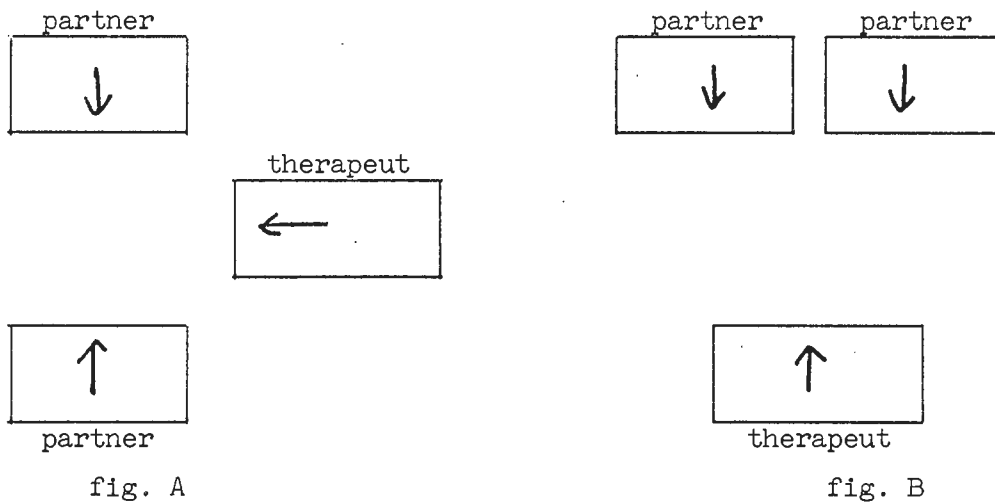 partner
partner
partner
therapeut
partner
therapeut
fig. A
fig. B